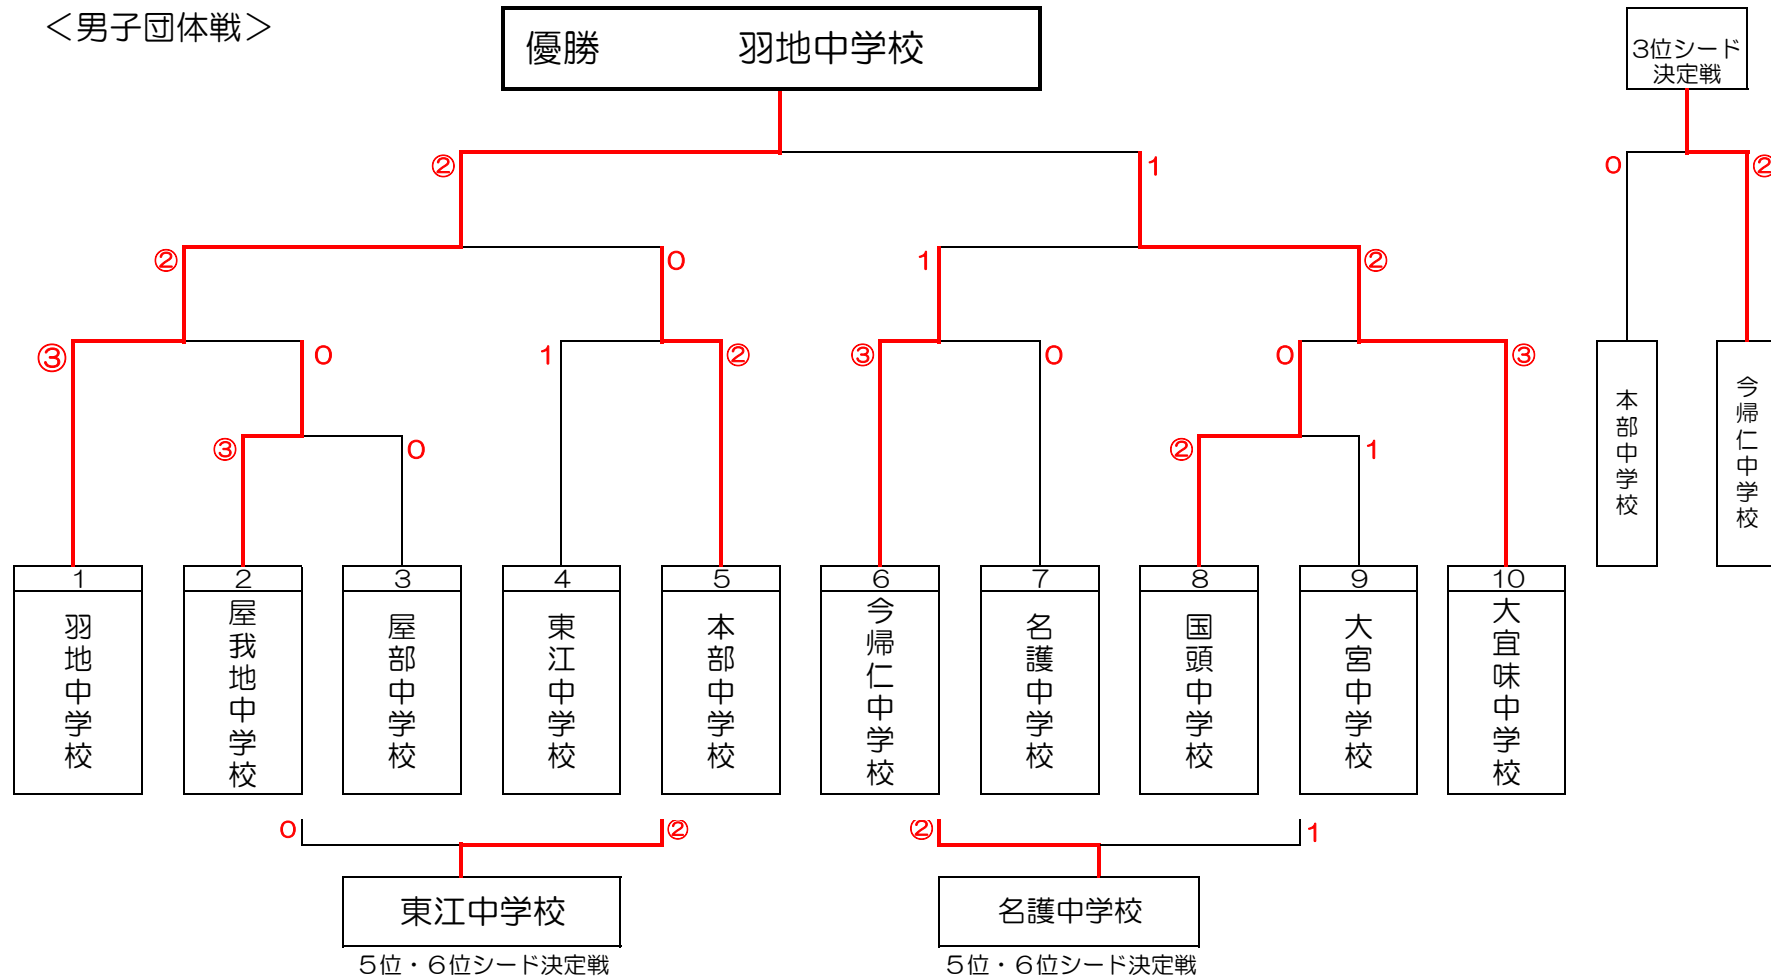 ＜男子団体戦＞
優勝 羽地中学校
3位シード
決定戦
② 1
0 ②
② 0 1 ②
③ 0 1 ② ③ 0 0 ③
③ 0 ② 1
本部中学校
今帰仁中学校
1 2 3 4 5 6 7 8 9 10
羽地中学校
屋我地中学校
屋部中学校
東江中学校
本部中学校
今帰仁中学校
名護中学校
国頭中学校
大宮中学校
大宜味中学校
0 ② ② 1
東江中学校
名護中学校
５位・６位シード決定戦
５位・６位シード決定戦